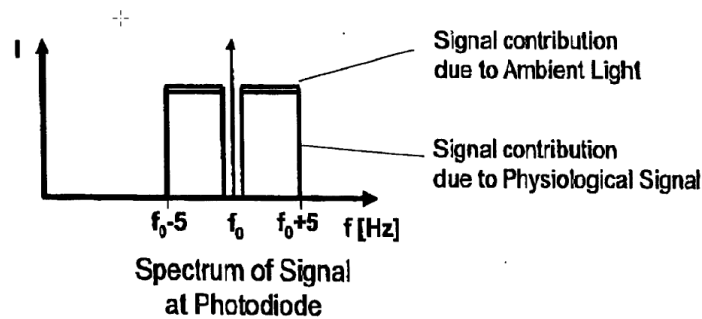 I
Signal contribution
due to Ambient Light
Signal contribution
due to Physiological Signal
f₀-5 f₀ f₀+5 f [Hz]
Spectrum of Signal
at Photodiode